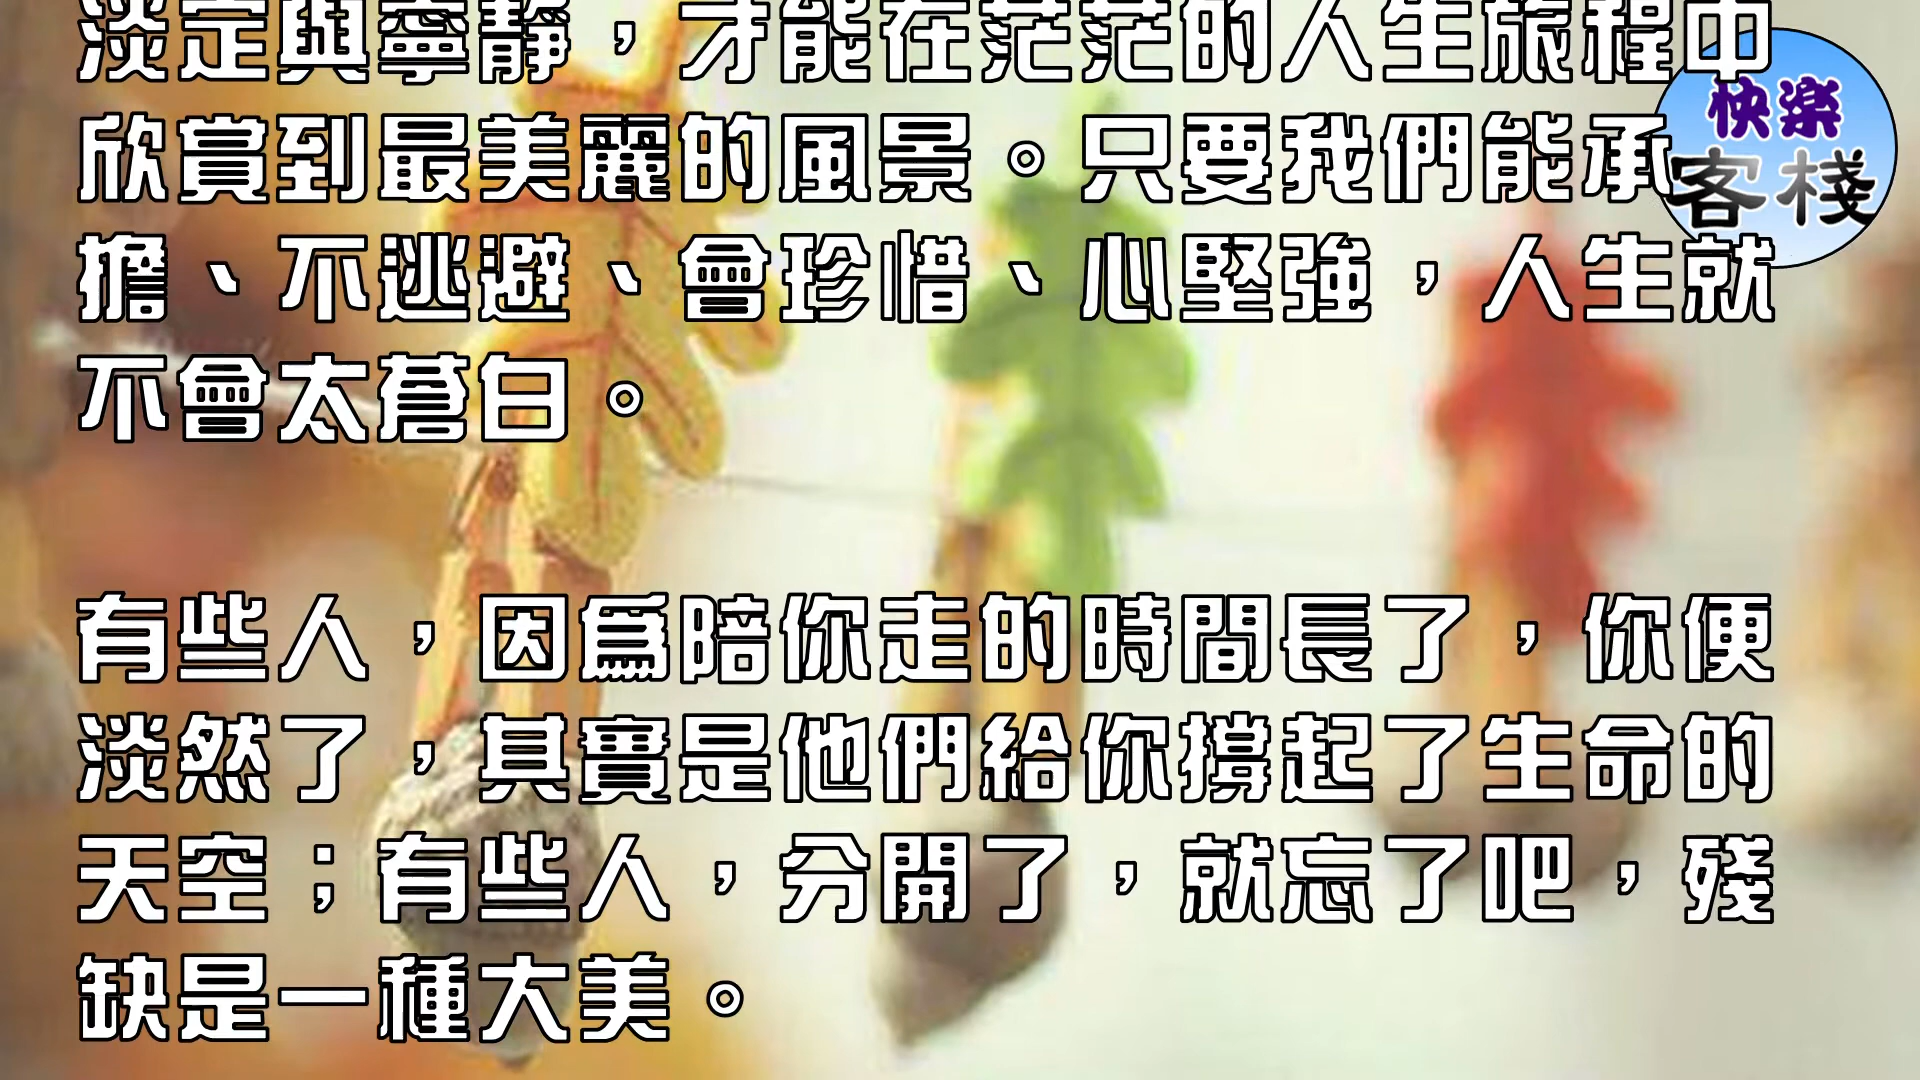 淡定與寧靜，才能在茫茫的人生旅程中
欣賞到最美麗的風景。只要我們能承
擔、不逃避、會珍惜、心堅強，人生就
不會太蒼白。
有些人，因為陪你走的時間長了，你便
淡然了，其實是他們給你撐起了生命的
天空；有些人，分開了，就忘了吧，殘
缺是一種大美。
快樂
客棧